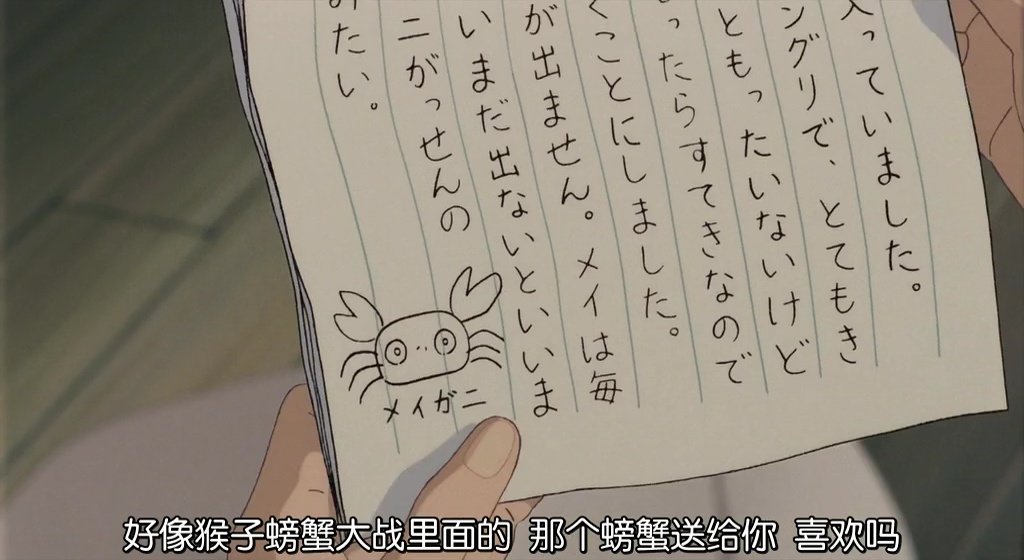 入っていました。
ングリで、とてもき
ともったいないけど
ったらすてきなので
くことにしました。
が出ません。メイは毎
いまだ出ないといいま
ニがっせんの
みたい。
メイガニ
好像猴子螃蟹大战里面的 那个螃蟹送给你 喜欢吗